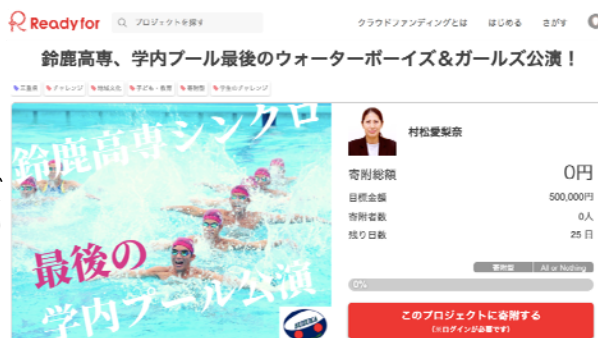 Readyfor
プロジェクトを探す
クラウドファンディングとは
はじめる
さがす
鈴鹿高専、学内プール最後のウォーターボーイズ＆ガールズ公演！
三重県 チャレンジ 地域文化 子ども・教育 寄附型 学生のチャレンジ
鈴鹿高専シンクロ
最後の
学内プール公演
村松愛梨奈
寄附総額 0円
目標金額 500,000円
寄附者数 0人
残り日数 25 日
寄附型 All or Nothing
0%
このプロジェクトに寄附する
(※ログインが必要です)